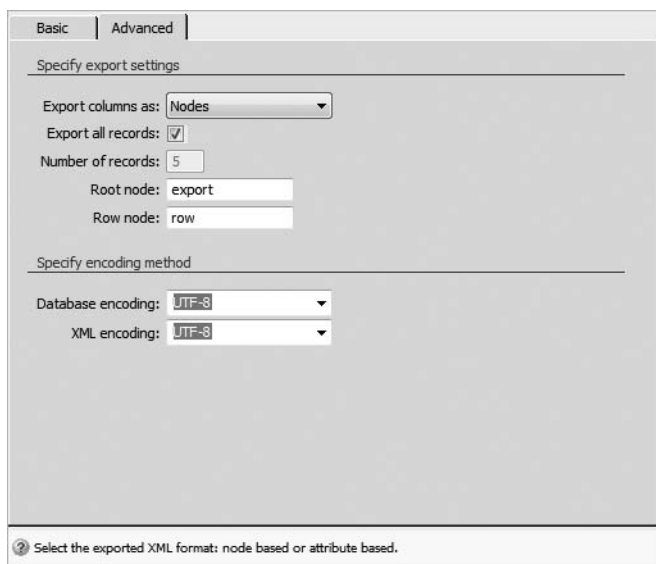 Basic
Advanced
Specify export settings
Export columns as: Nodes
Export all records:
Number of records: 5
Root node: export
Row node: row
Specify encoding method
Database encoding: UTF-8
XML encoding: UTF-8
? Select the exported XML format: node based or attribute based.